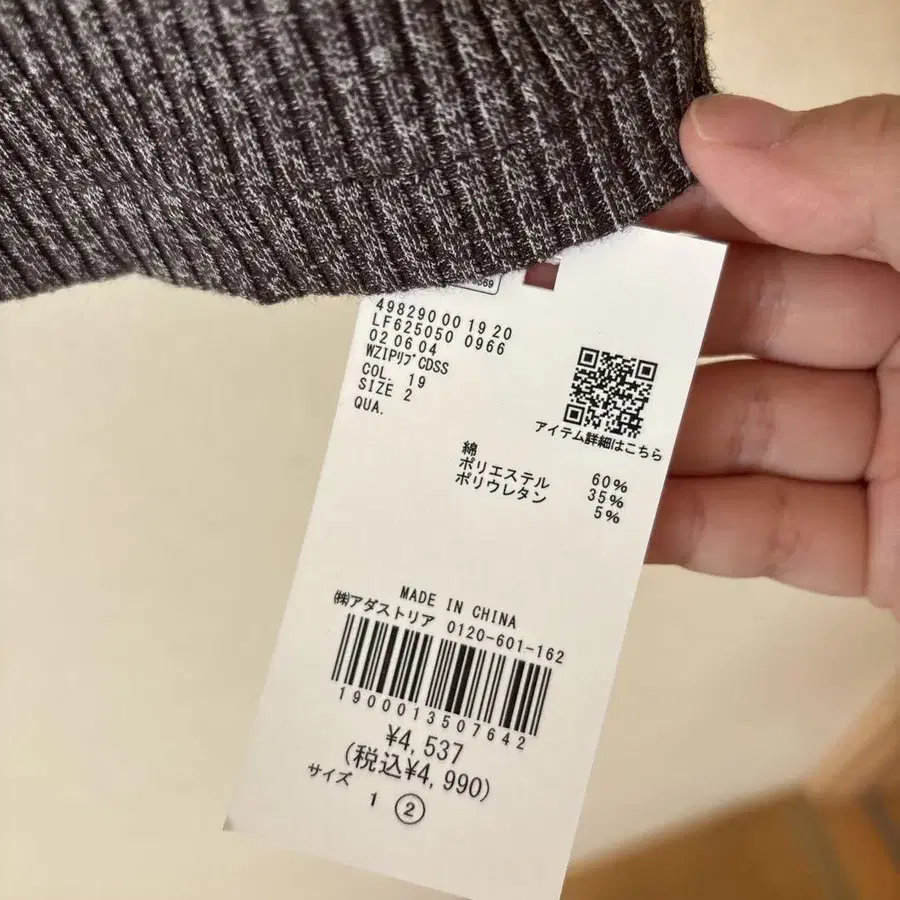 498290 00 19 20
LF625050 0966
02 06 04
WZIPﾘﾌﾞCDSS
COL. 19
SIZE 2
QUA.
アイテム詳細はこちら
綿 60%
ポリエステル 35%
ポリウレタン 5%
MADE IN CHINA
㈱アダストリア 0120-601-162
1900013507642
¥4,537
(税込¥4,990)
サイズ
1 ②